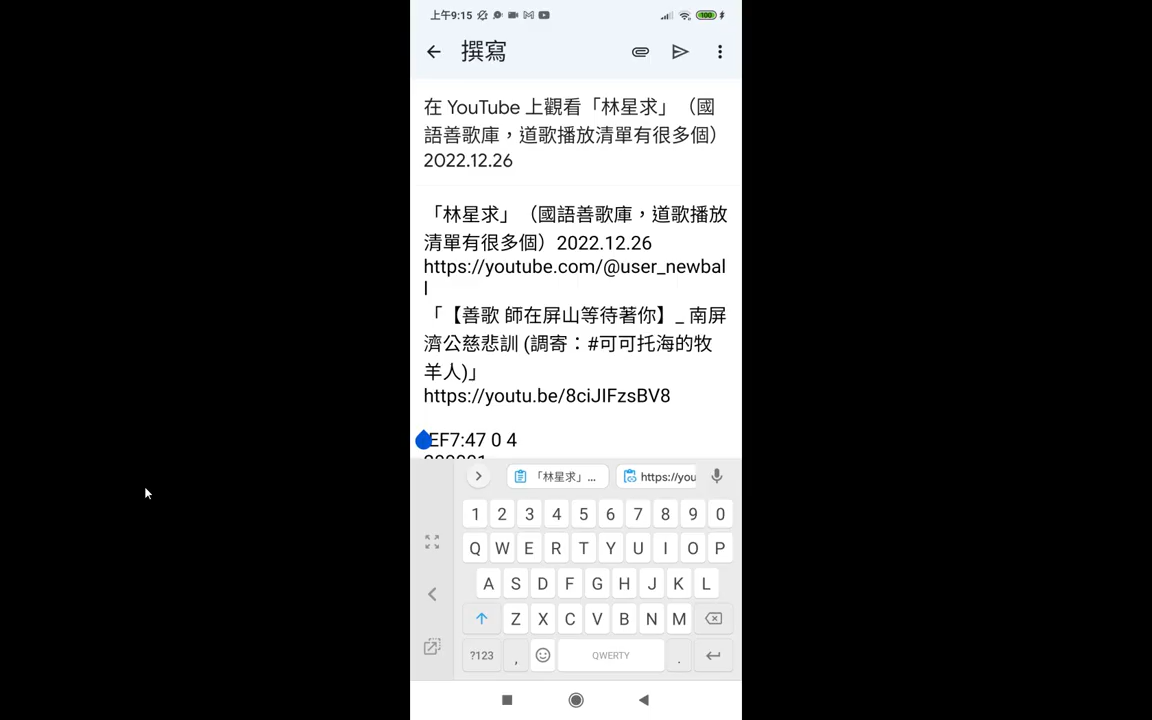 上午9:15 100
撰寫
在 YouTube 上觀看「林星求」（國
語善歌庫，道歌播放清單有很多個）
2022.12.26
「林星求」（國語善歌庫，道歌播放
清單有很多個）2022.12.26
https://youtube.com/@user_newbal
l
「【善歌 師在屏山等待著你】_ 南屏
濟公慈悲訓 (調寄：#可可托海的牧
羊人)」
https://youtu.be/8ciJIFzsBV8
EF7:47 0 4
「林星求」... https://you
1 2 3 4 5 6 7 8 9 0
Q W E R T Y U I O P
A S D F G H J K L
Z X C V B N M
?123 , QWERTY .